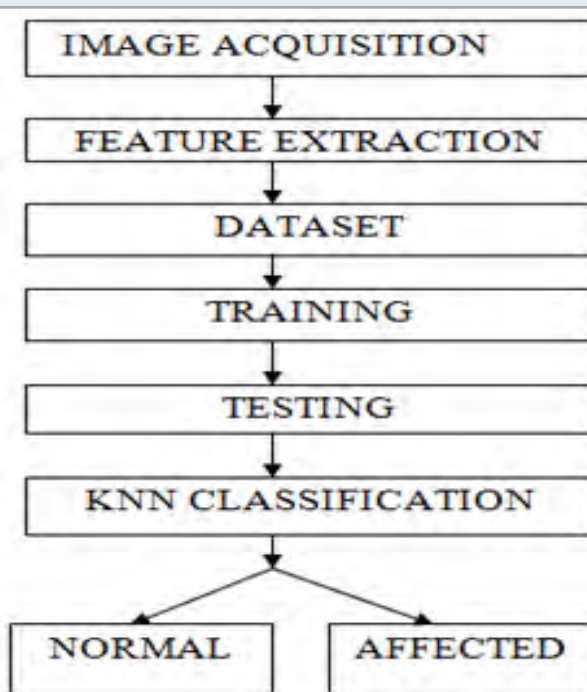 IMAGE ACQUISITION
FEATURE EXTRACTION
DATASET
TRAINING
TESTING
KNN CLASSIFICATION
NORMAL
AFFECTED